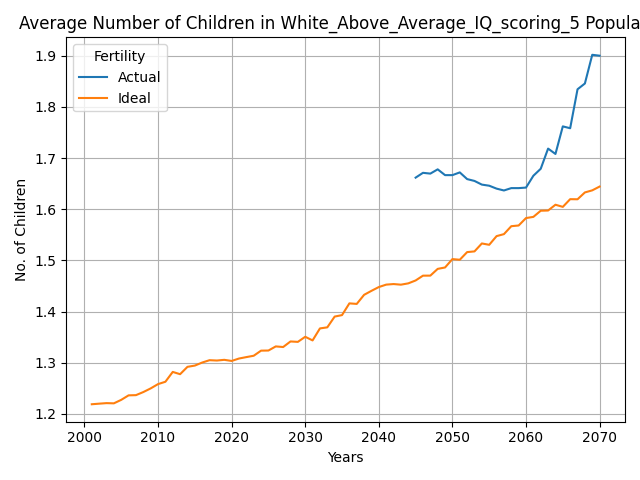 Average Number of Children in White_Above_Average_IQ_scoring_5 Popula
Fertility
Actual
Ideal
1.9
1.8
1.7
1.6
1.5
1.4
1.3
1.2
No. of Children
2000 2010 2020 2030 2040 2050 2060 2070
Years